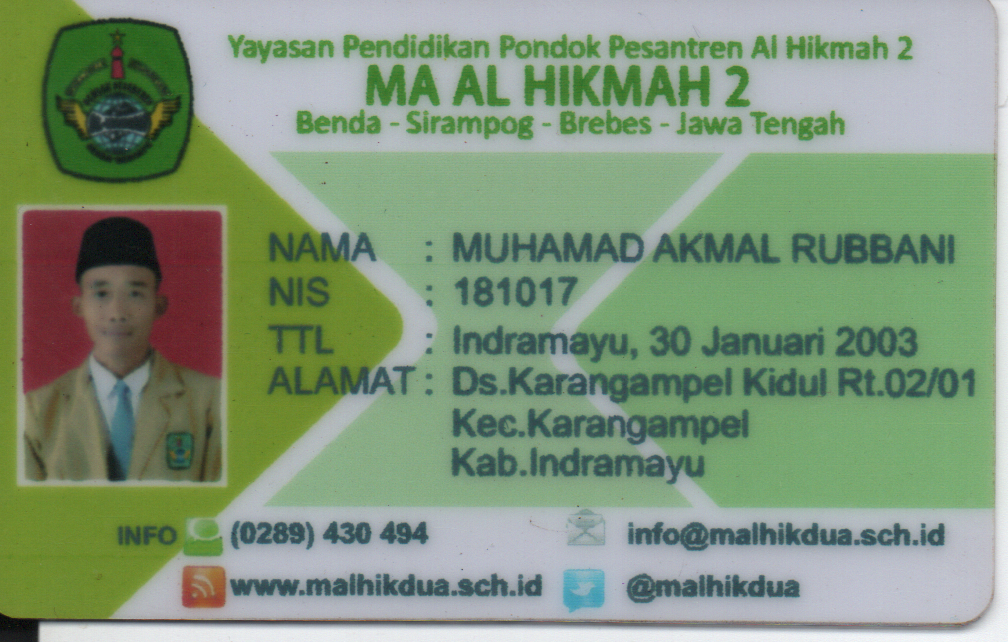 Yayasan Pendidikan Pondok Pesantren Al Hikmah 2
MA AL HIKMAH 2
Benda - Sirampog - Brebes - Jawa Tengah
NAMA : MUHAMAD AKMAL RUBBANI
NIS : 181017
TTL : Indramayu, 30 Januari 2003
ALAMAT : Ds.Karangampel Kidul Rt.02/01
Kec.Karangampel
Kab.Indramayu
INFO (0289) 430 494 info@malhikdua.sch.id
www.malhikdua.sch.id @malhikdua